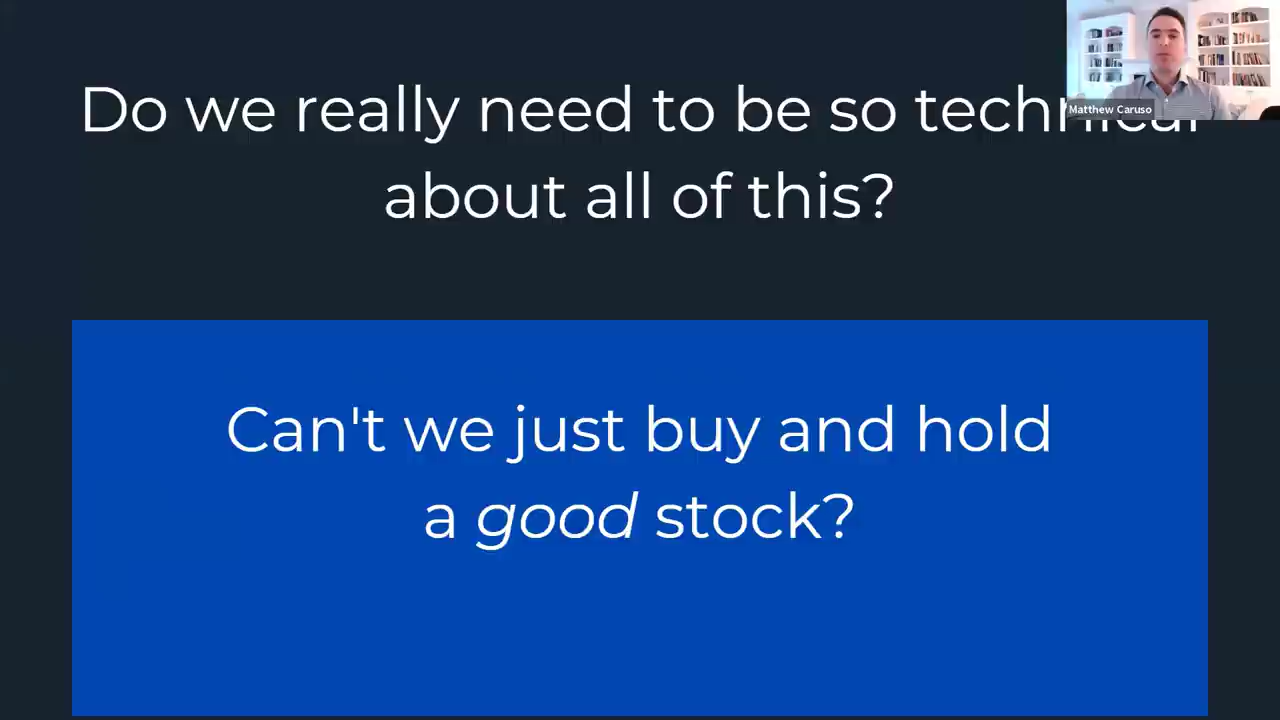 Do we really need to be so technical
about all of this?
Can't we just buy and hold
a good stock?
Matthew Caruso